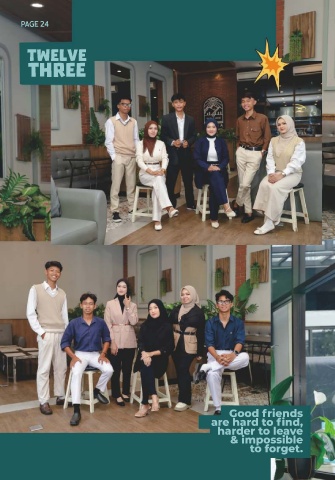 PAGE 24
TWELVE
THREE
Good friends
are hard to find,
harder to leave
& impossible
to forget.